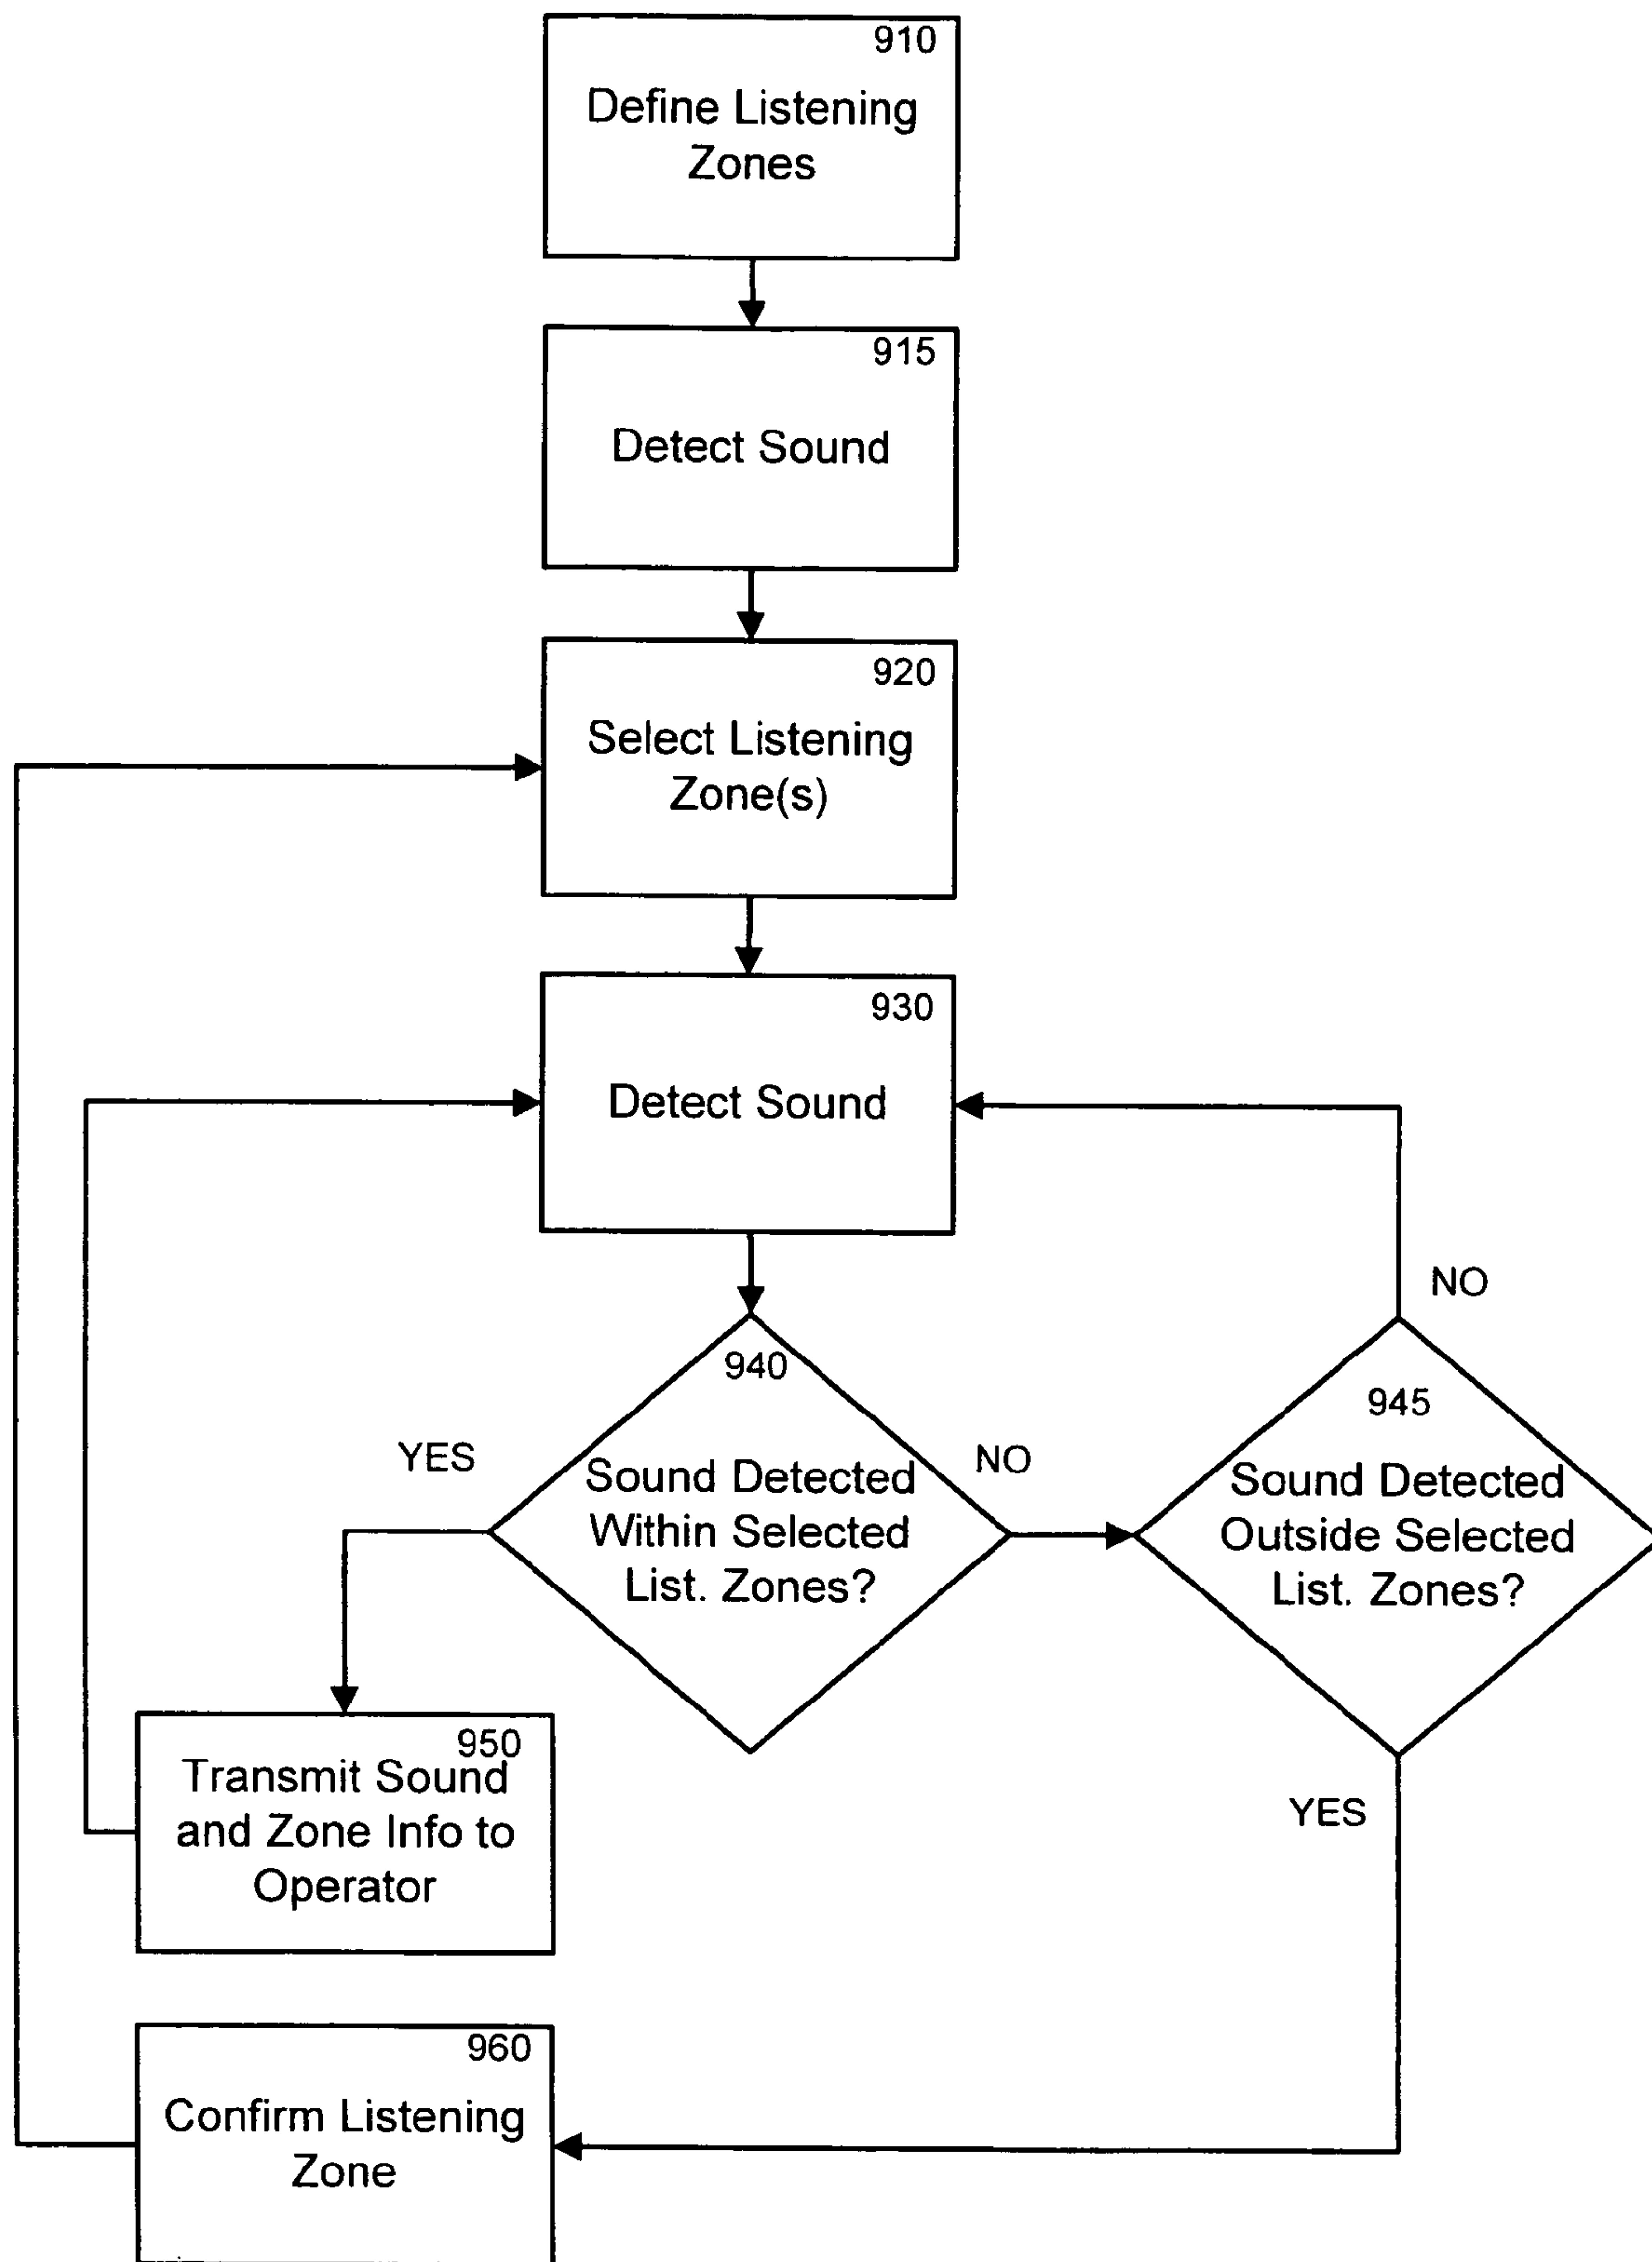 910
Define Listening
Zones
915
Detect Sound
920
Select Listening
Zone(s)
930
Detect Sound
NO
940
945
YES
Sound Detected
Within Selected
List. Zones?
NO
Sound Detected
Outside Selected
List. Zones?
950
Transmit Sound
and Zone Info to
Operator
YES
960
Confirm Listening
Zone